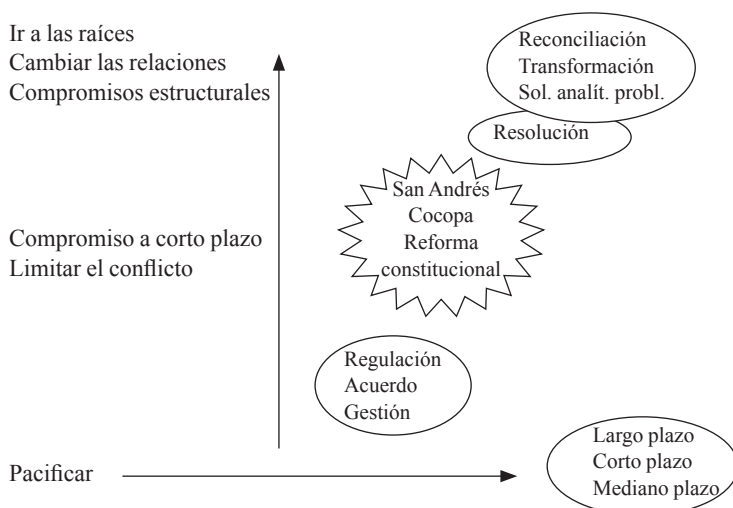 Ir a las raíces
Cambiar las relaciones
Compromisos estructurales
Reconciliación
Transformación
Sol. analít. probl.
Resolución
San Andrés
Cocopa
Reforma
constitucional
Compromiso a corto plazo
Limitar el conflicto
Regulación
Acuerdo
Gestión
Largo plazo
Corto plazo
Mediano plazo
Pacificar